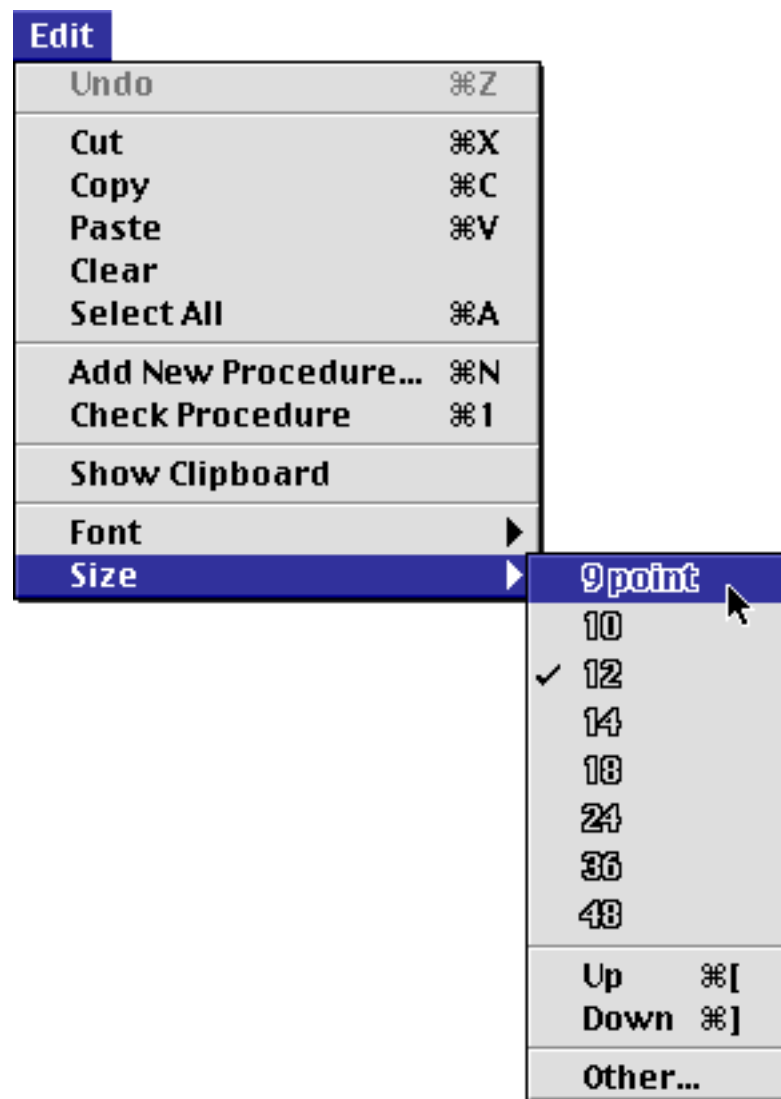 Edit
Undo ⌘Z
Cut ⌘X
Copy ⌘C
Paste ⌘V
Clear
Select All ⌘A
Add New Procedure... ⌘N
Check Procedure ⌘1
Show Clipboard
Font
Size
9 point
10
✓ 12
14
18
24
36
48
Up ⌘[
Down ⌘]
Other...